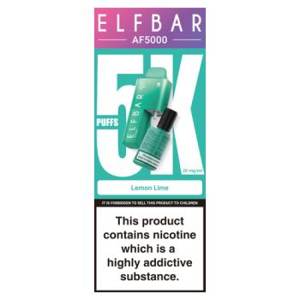 ELFBAR
AF5000
5K
PUFFS
20 mg/ml
Lemon Lime
IT IS FORBIDDEN TO SELL THIS PRODUCT TO CHILDREN
This product
contains nicotine
which is a
highly addictive
substance.